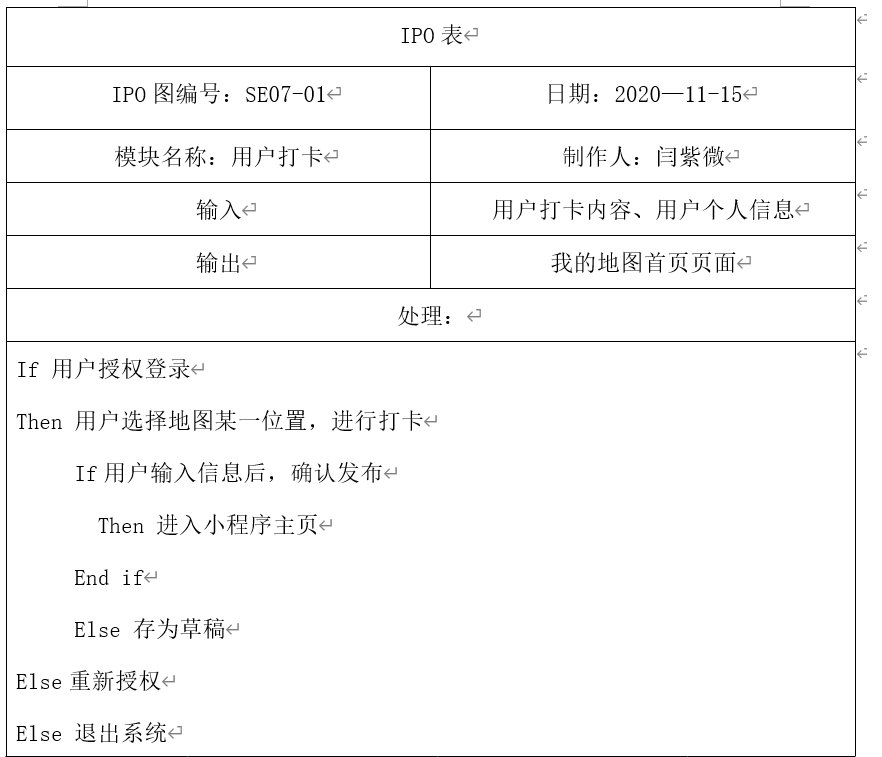 IPO 表
IPO 图编号：SE07-01
日期：2020—11-15
模块名称：用户打卡
制作人：闫紫微
输入
用户打卡内容、用户个人信息
输出
我的地图首页页面
处理：
If 用户授权登录
Then 用户选择地图某一位置，进行打卡
If 用户输入信息后，确认发布
Then 进入小程序主页
End if
Else 存为草稿
Else 重新授权
Else 退出系统